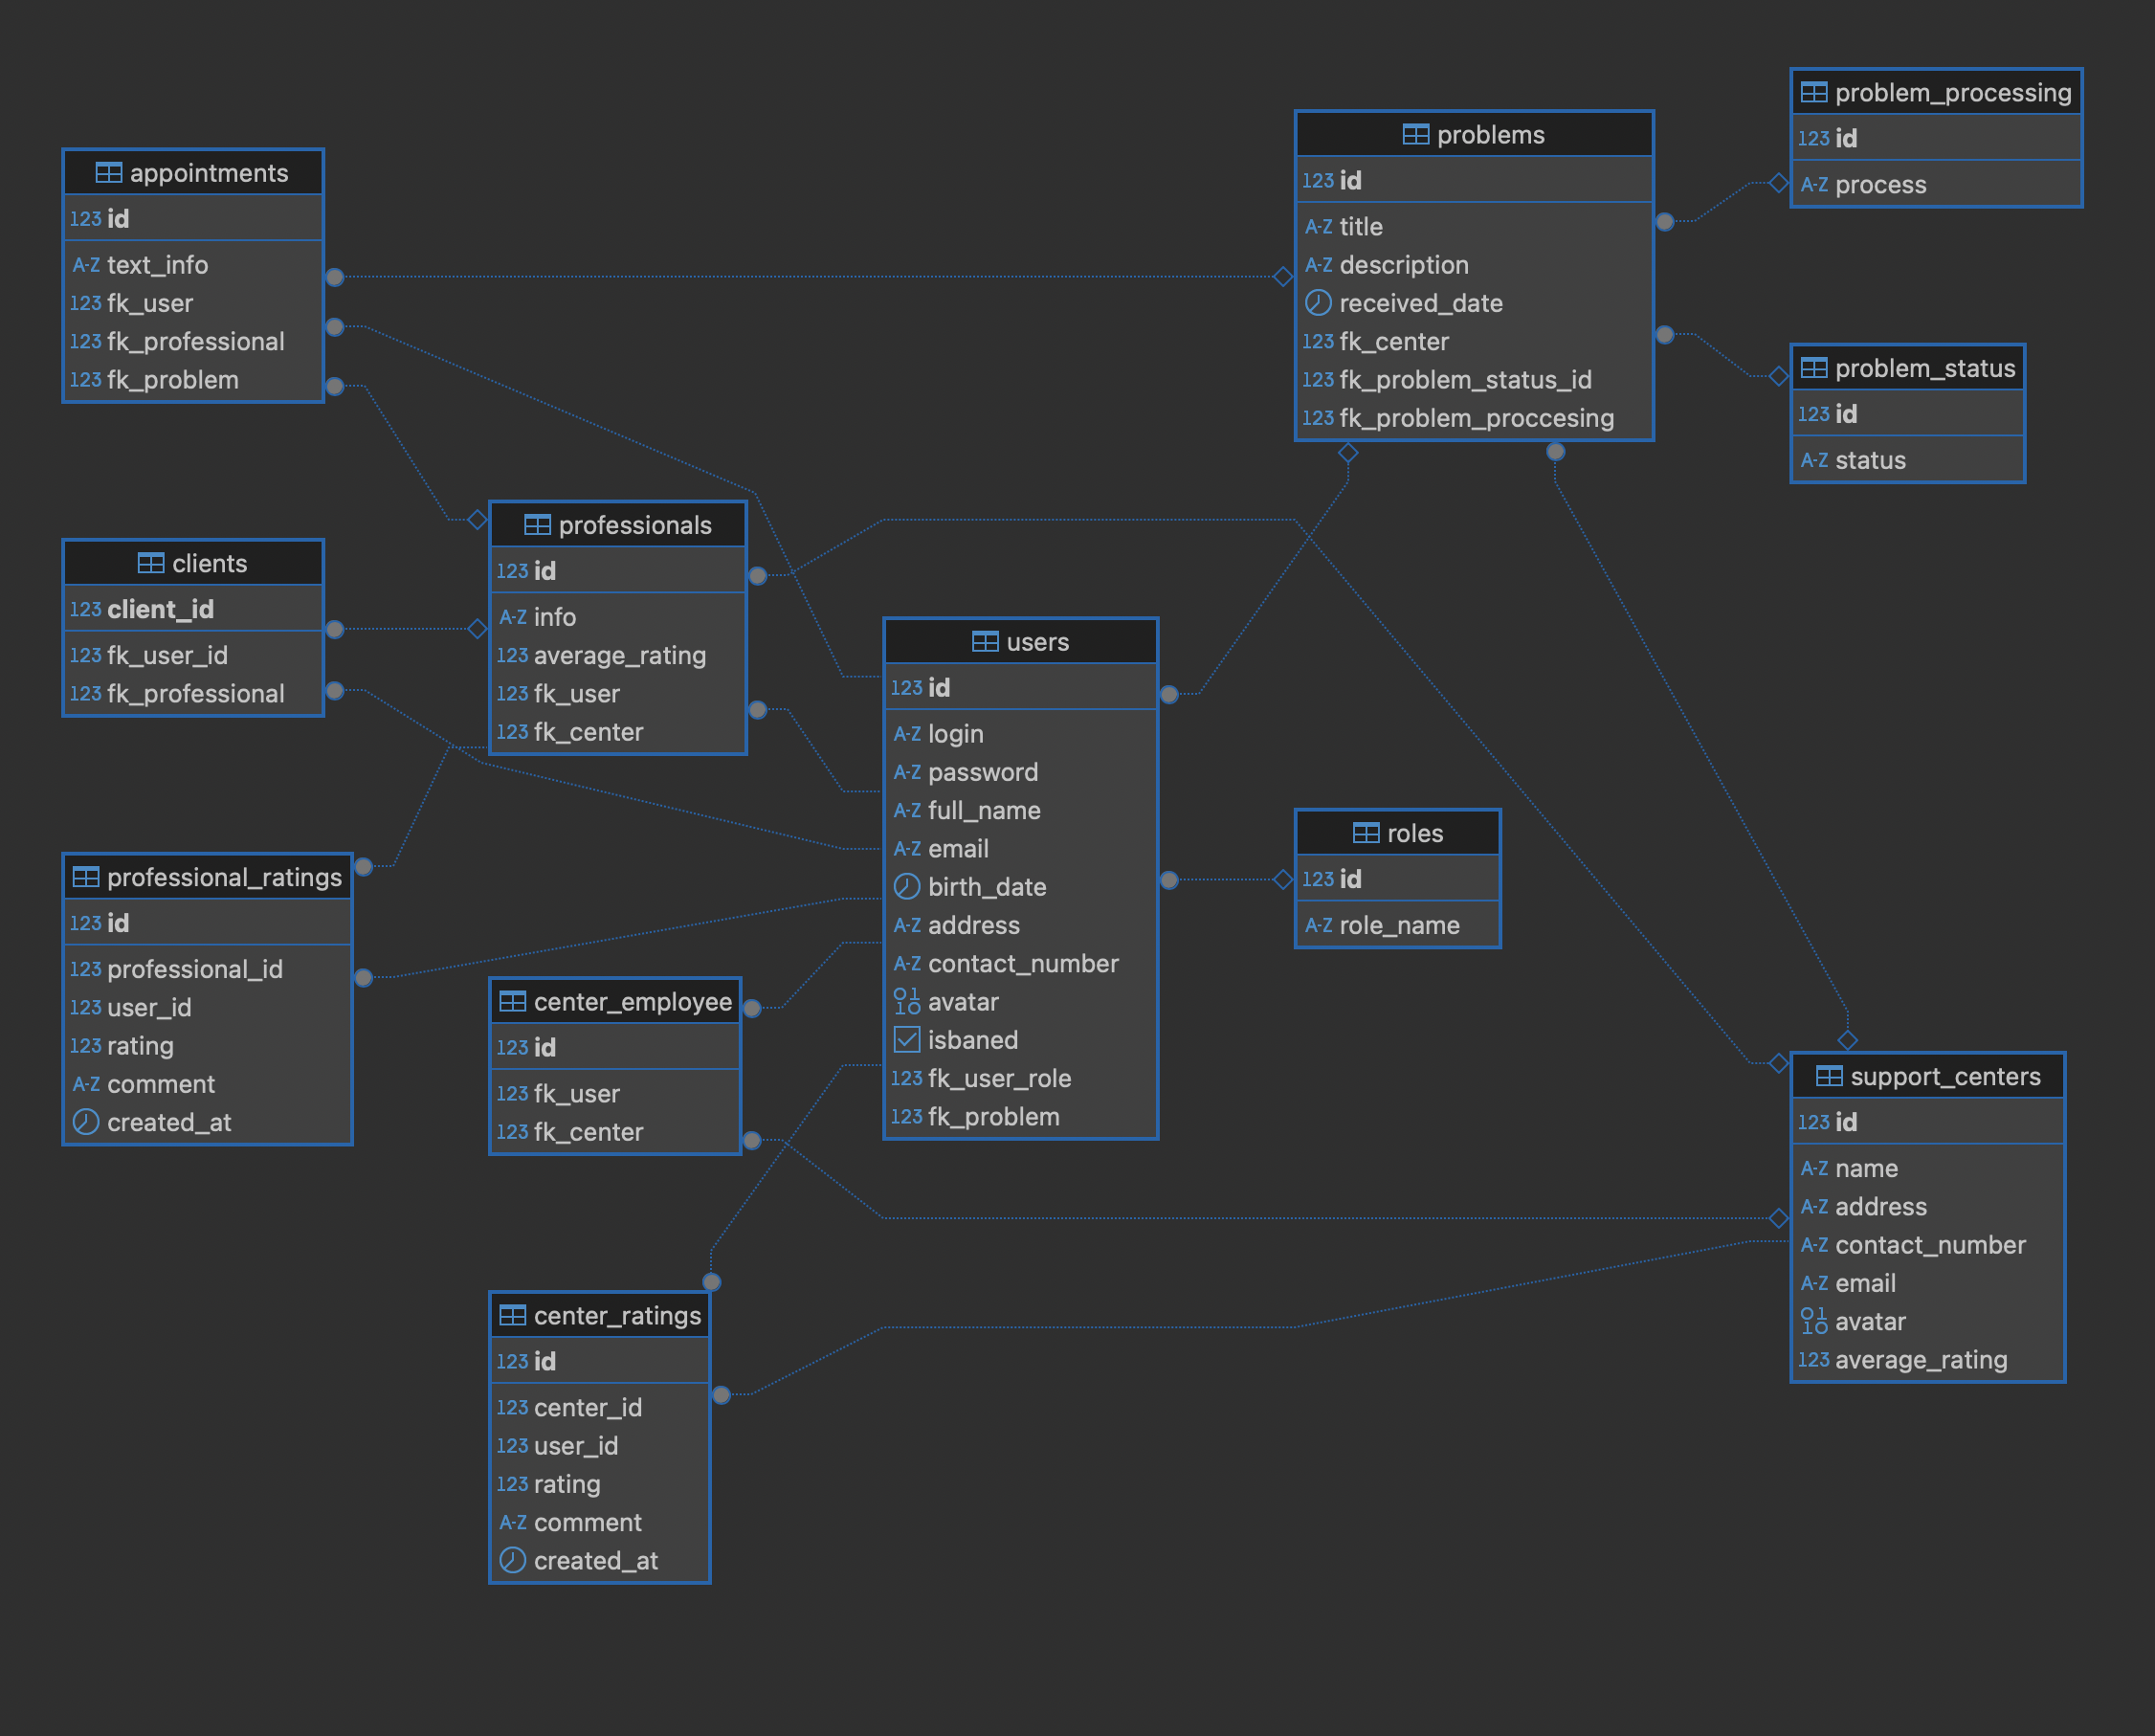 appointments
123 id
A-Z text_info
123 fk_user
123 fk_professional
123 fk_problem
clients
123 client_id
123 fk_user_id
123 fk_professional
professional_ratings
123 id
123 professional_id
123 user_id
123 rating
A-Z comment
created_at
professionals
123 id
A-Z info
123 average_rating
123 fk_user
123 fk_center
center_employee
123 id
123 fk_user
123 fk_center
center_ratings
123 id
123 center_id
123 user_id
123 rating
A-Z comment
created_at
users
123 id
A-Z login
A-Z password
A-Z full_name
A-Z email
birth_date
A-Z address
A-Z contact_number
01
10 avatar
isbaned
123 fk_user_role
123 fk_problem
problems
123 id
A-Z title
A-Z description
received_date
123 fk_center
123 fk_problem_status_id
123 fk_problem_proccesing
roles
123 id
A-Z role_name
problem_processing
123 id
A-Z process
problem_status
123 id
A-Z status
support_centers
123 id
A-Z name
A-Z address
A-Z contact_number
A-Z email
01
10 avatar
123 average_rating